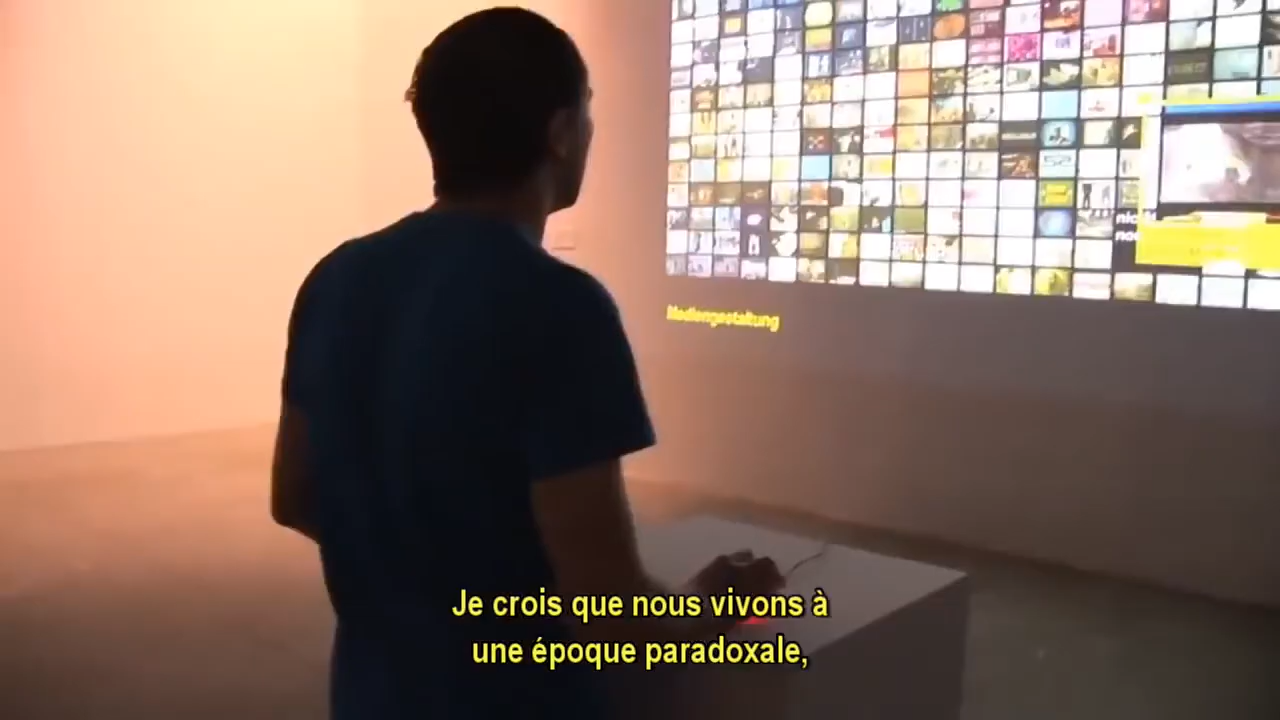 Mediengestaltung
Je crois que nous vivons à
une époque paradoxale,